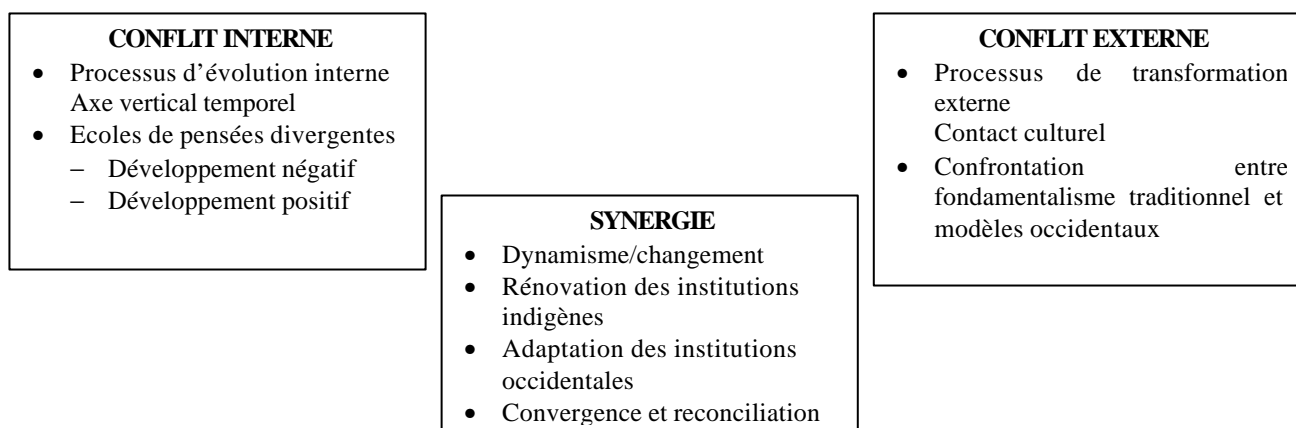 CONFLIT INTERNE
• Processus d'évolution interne
Axe vertical temporel
• Ecoles de pensées divergentes
− Développement négatif
− Développement positif
CONFLIT EXTERNE
• Processus de transformation
externe
Contact culturel
• Confrontation entre
fondamentalisme traditionnel et
modèles occidentaux
SYNERGIE
• Dynamisme/changement
• Rénovation des institutions
indigènes
• Adaptation des institutions
occidentales
• Convergence et reconciliation